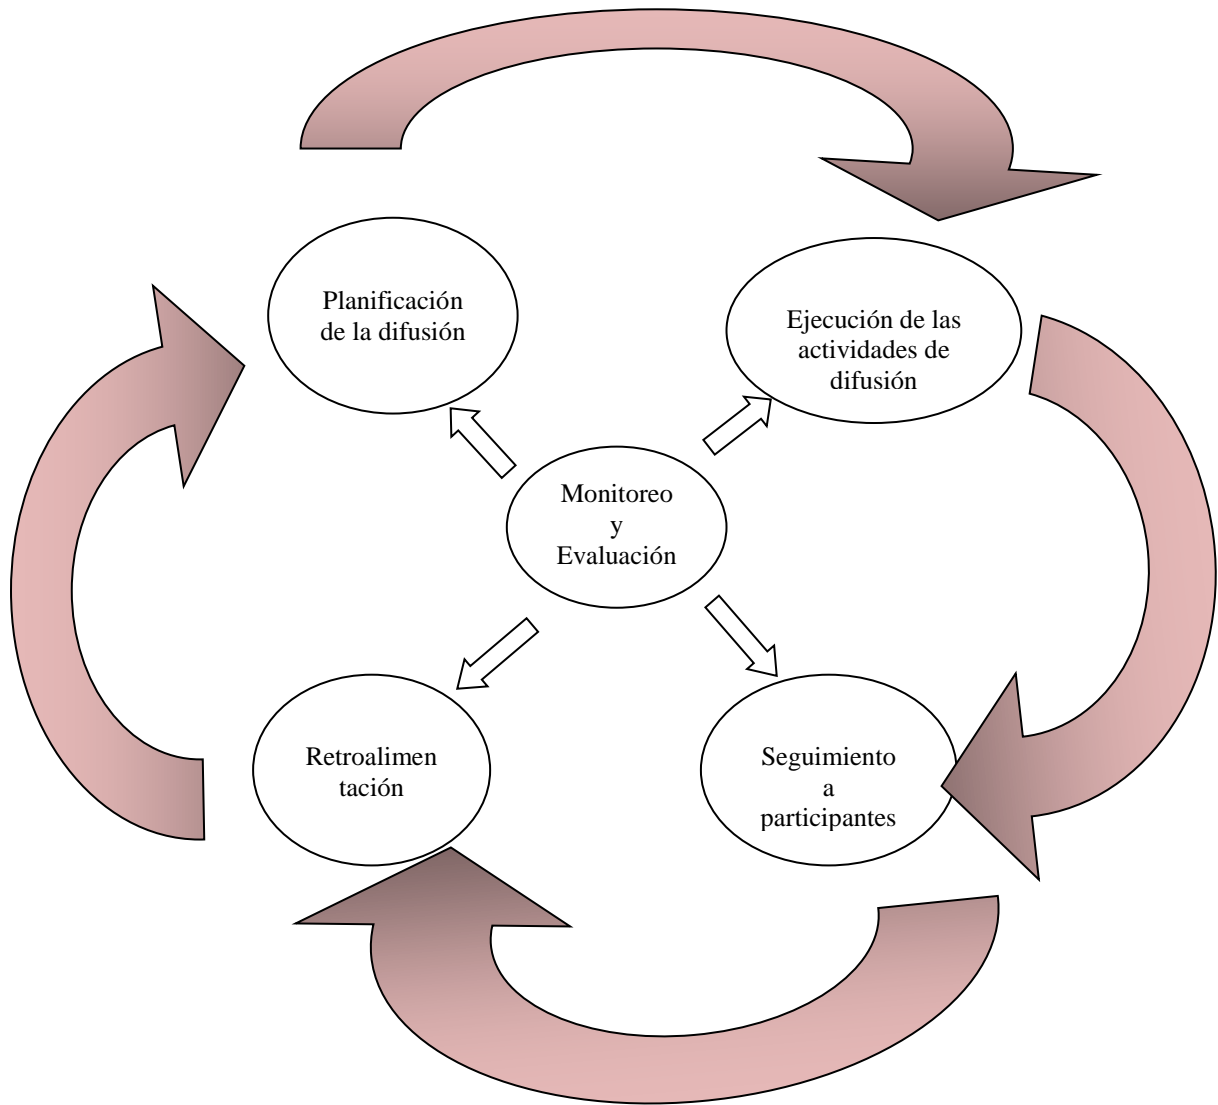 Planificación
de la difusión
Ejecución de las
actividades de
difusión
Monitoreo
y
Evaluación
Retroalimen
tación
Seguimiento
a
participantes